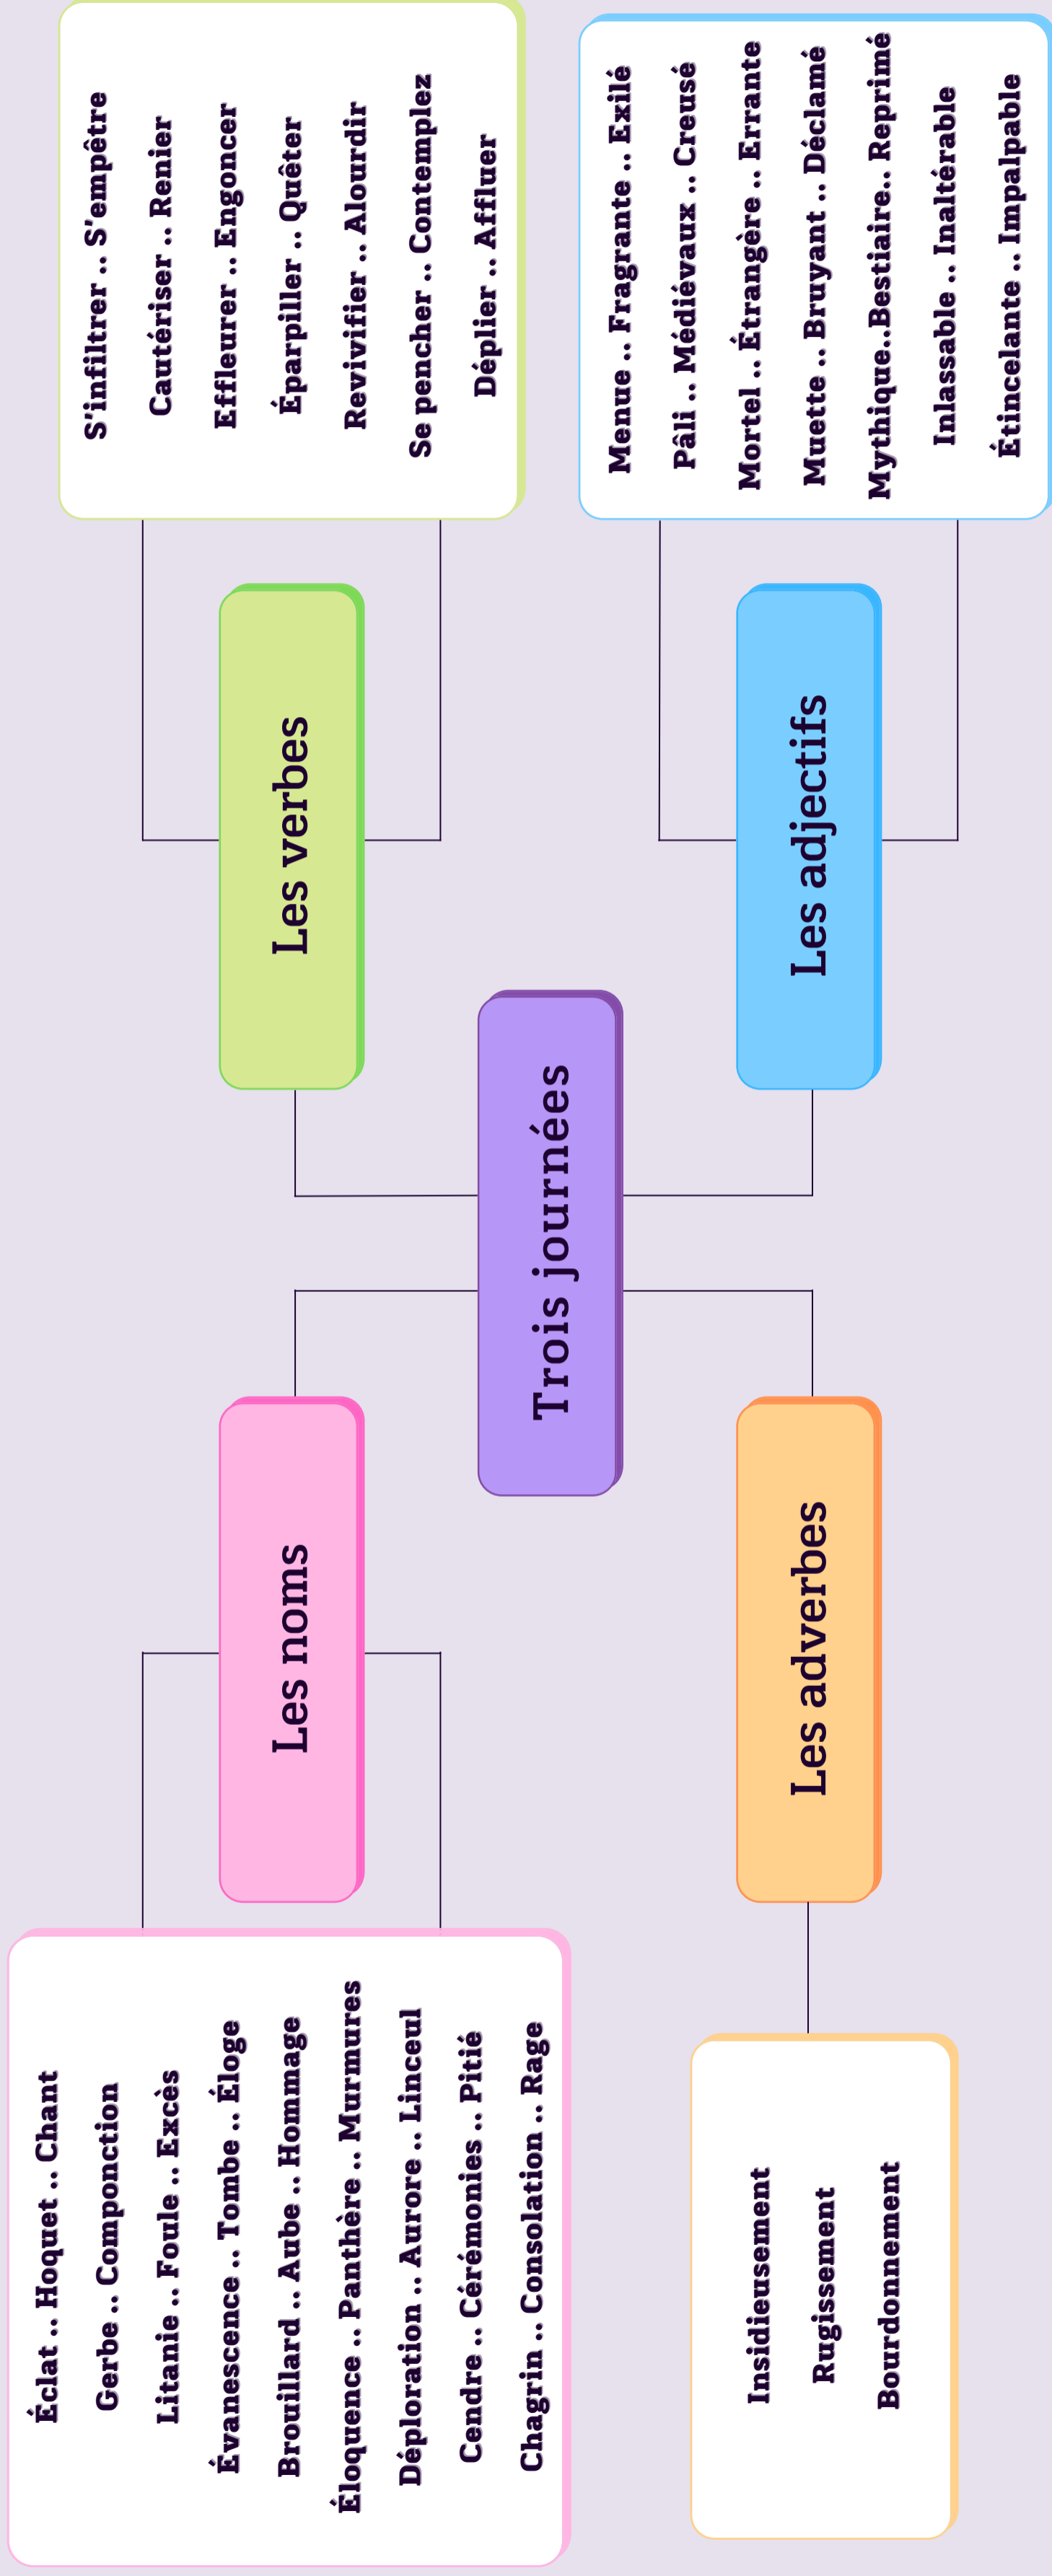 Trois journées
Les noms
Éclat .. Hoquet .. Chant
Gerbe .. Componction
Litanie .. Foule .. Excès
Évanescence .. Tombe .. Éloge
Brouillard .. Aube .. Hommage
Éloquence .. Panthère .. Murmures
Déploration .. Aurore .. Linceul
Cendre .. Cérémonies .. Pitié
Chagrin .. Consolation .. Rage
Les verbes
S'infiltrer .. S'empêtre
Cautériser .. Renier
Effleurer .. Engoncer
Éparpiller .. Quêter
Revivifier .. Alourdir
Se pencher .. Contemplez
Déplier .. Affluer
Les adverbes
Insidieusement
Rugissement
Bourdonnement
Les adjectifs
Menue .. Fragrante .. Exilé
Pâli .. Médiévaux .. Creusé
Mortel .. Étrangère .. Errante
Muette .. Bruyant .. Déclamé
Mythique..Bestiaire.. Reprimé
Inlassable .. Inaltérable
Étincelante .. Impalpable